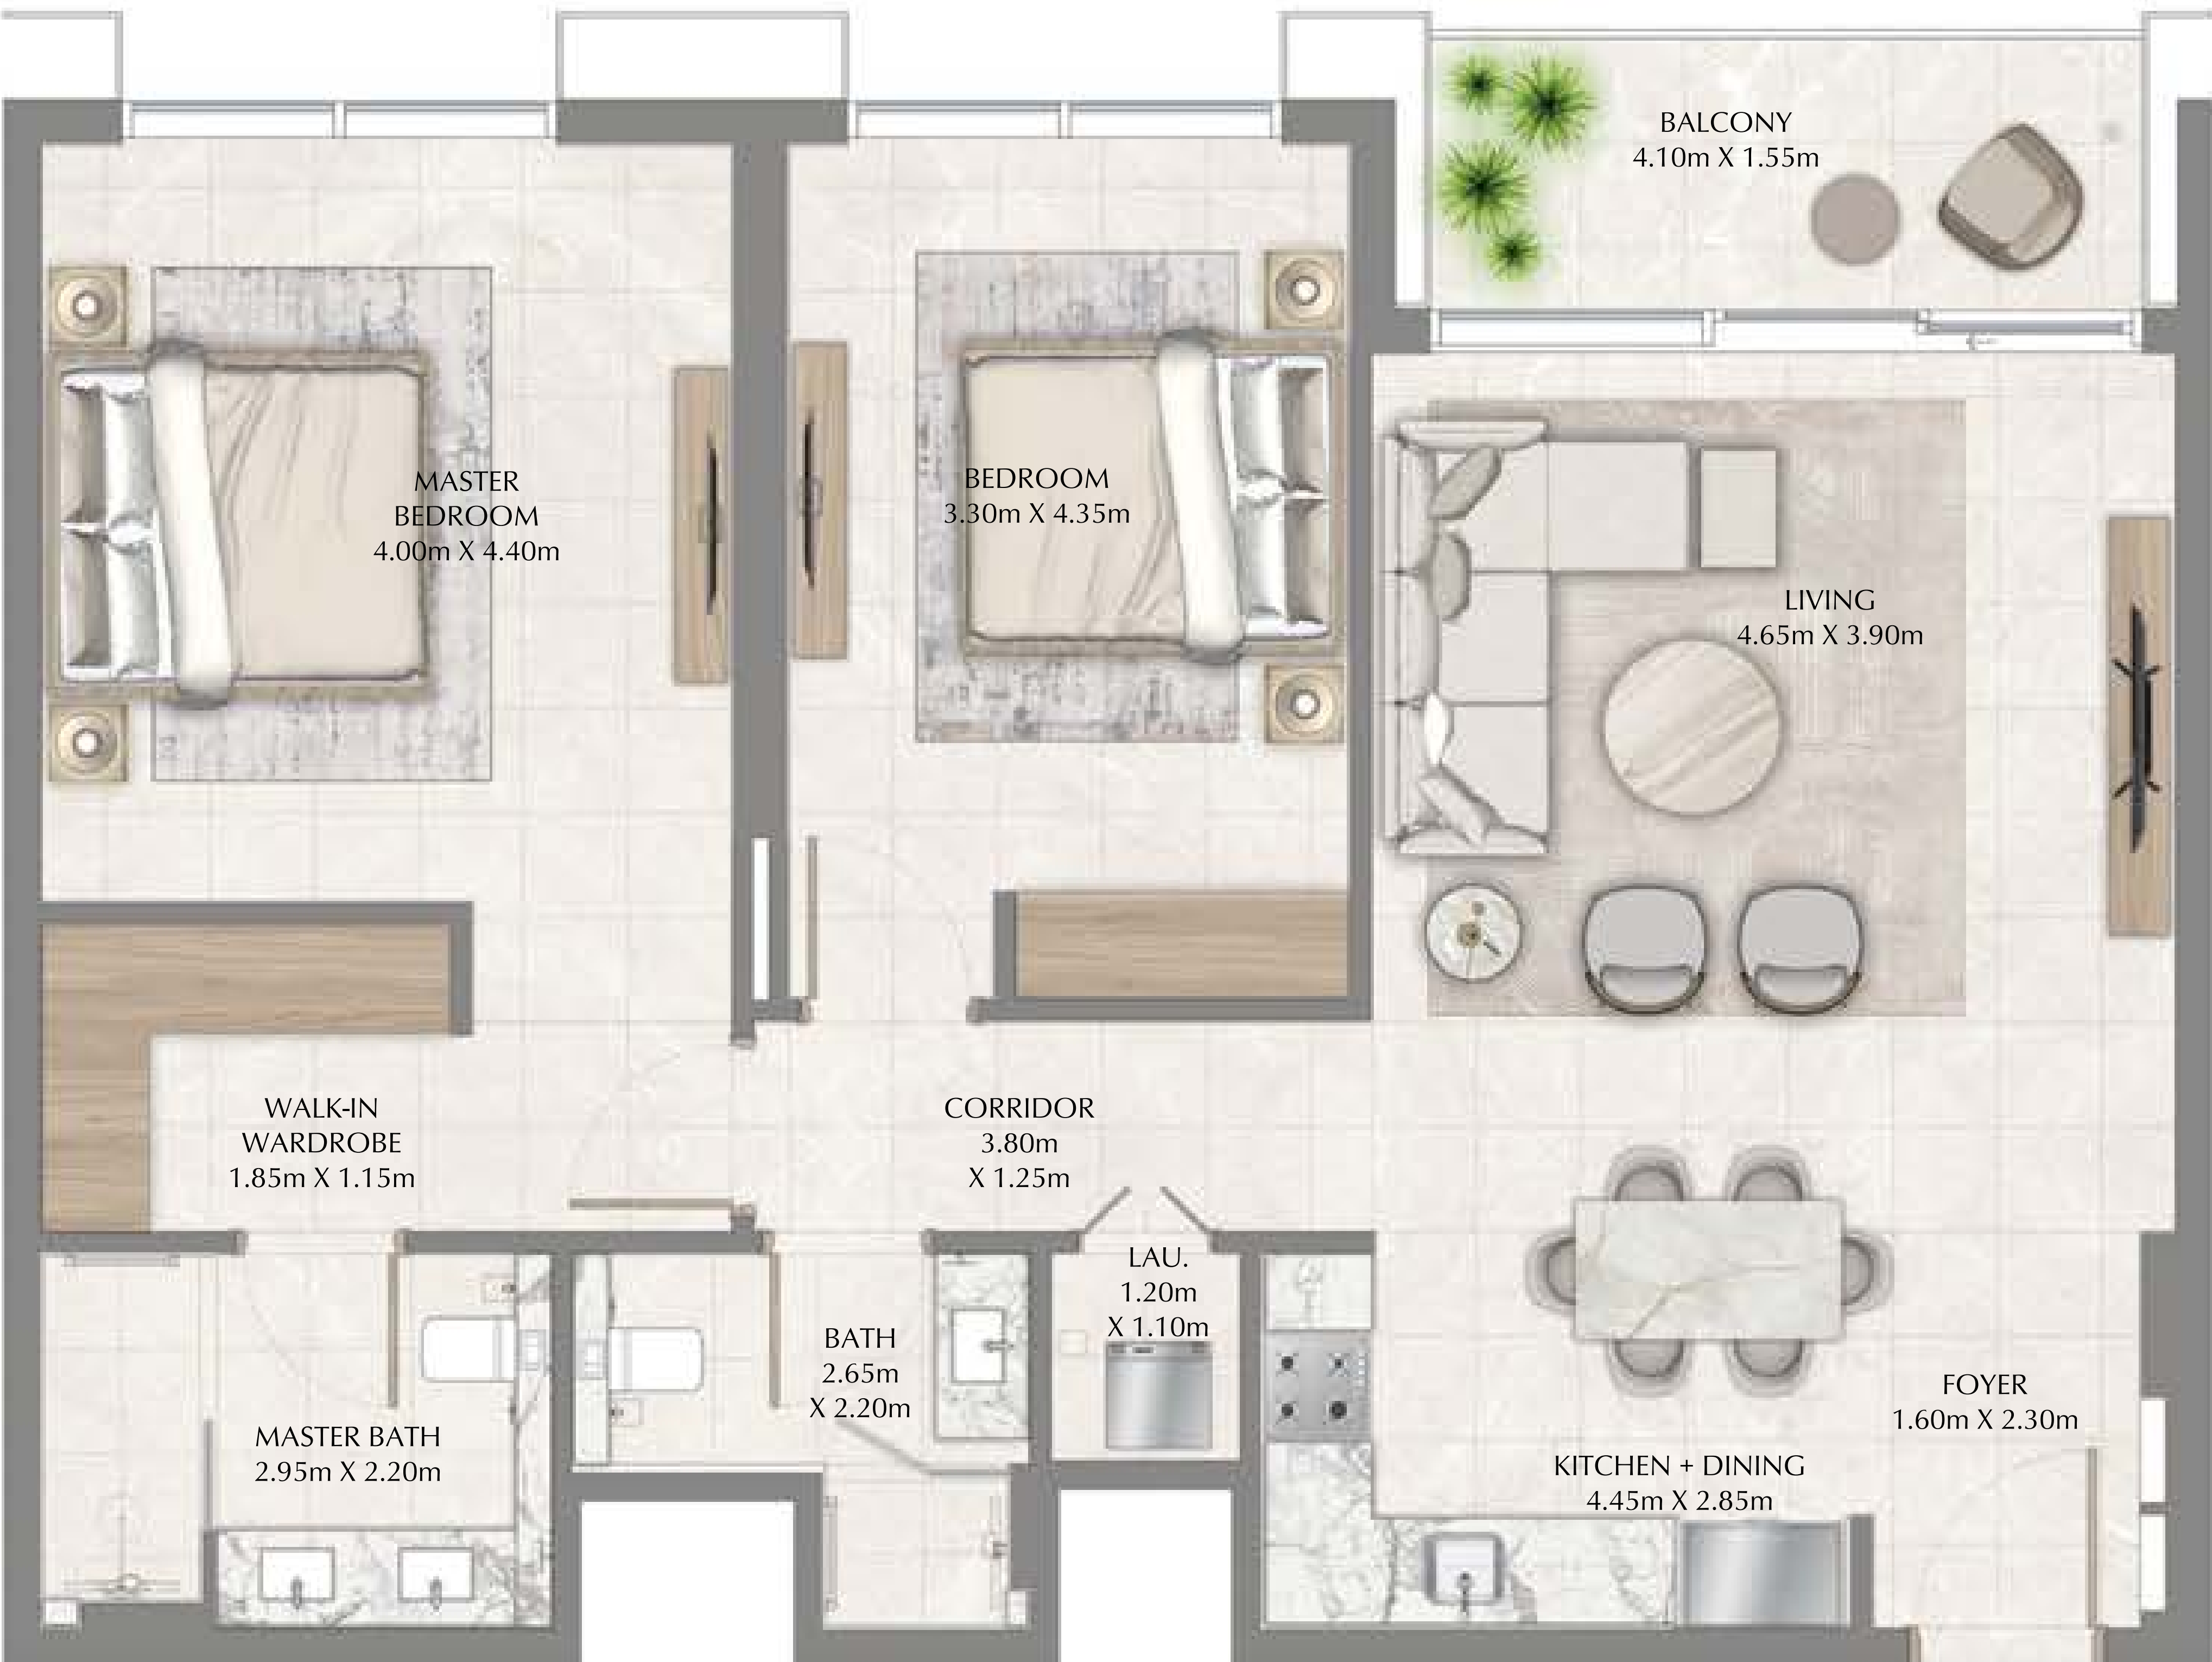 BALCONY
4.10m X 1.55m
MASTER
BEDROOM
4.00m X 4.40m
BEDROOM
3.30m X 4.35m
LIVING
4.65m X 3.90m
WALK-IN
WARDROBE
1.85m X 1.15m
CORRIDOR
3.80m
X 1.25m
LAU.
1.20m
X 1.10m
BATH
2.65m
X 2.20m
MASTER BATH
2.95m X 2.20m
FOYER
1.60m X 2.30m
KITCHEN + DINING
4.45m X 2.85m